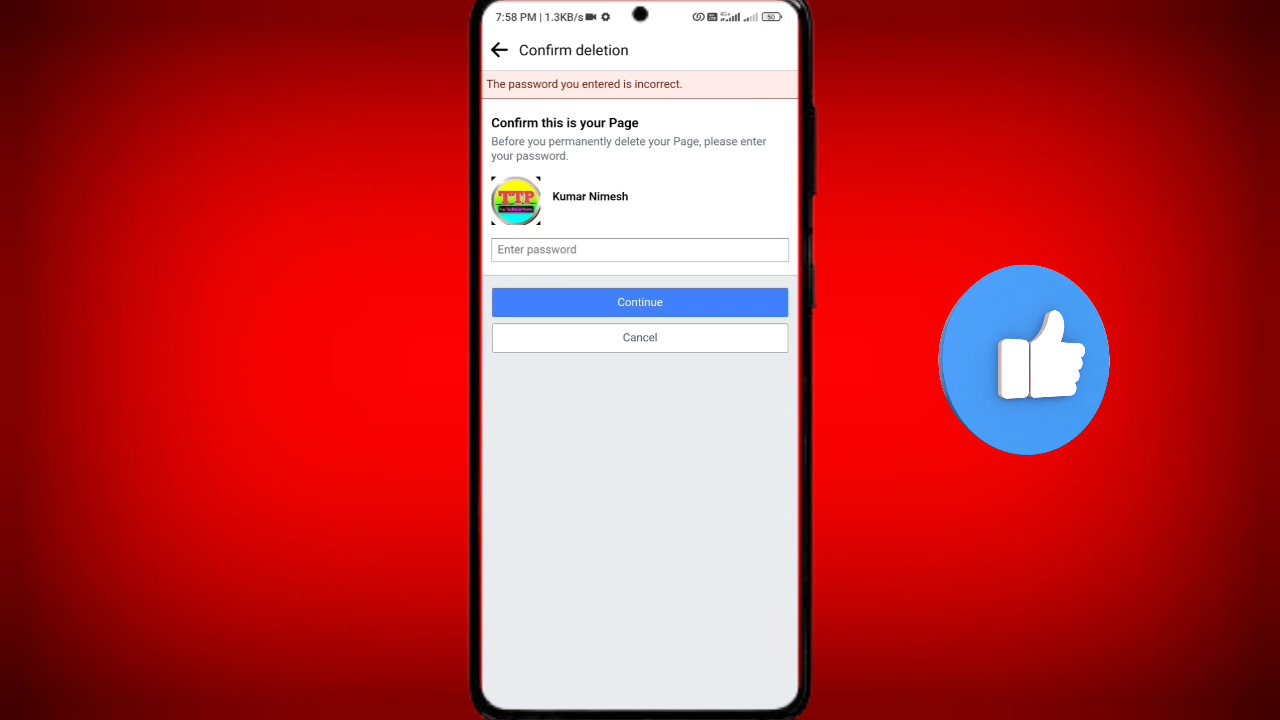 7:58 PM | 1.3KB/s
50
Confirm deletion
The password you entered is incorrect.
Confirm this is your Page
Before you permanently delete your Page, please enter
your password.
TTP
Kumar Nimesh
Enter password
Continue
Cancel